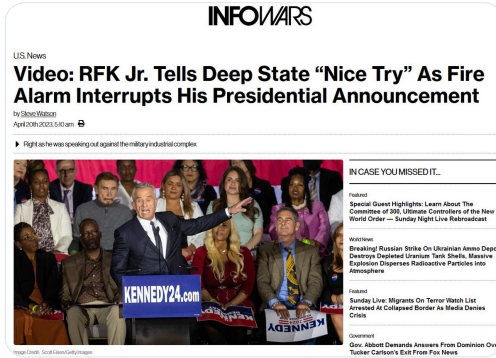 INFOWARS
U.S. News
Video: RFK Jr. Tells Deep State “Nice Try” As Fire
Alarm Interrupts His Presidential Announcement
by Steve Watson
April 20th 2023, 5:10 am
Right as he was speaking out against the military industrial complex.
KENNEDY24.com
KENNEDY
Image Credit: Scott Eisen/Getty Images
IN CASE YOU MISSED IT...
Featured
Special Guest Highlights: Learn About The
Committee of 300, Ultimate Controllers of the New
World Order — Sunday Night Live Rebroadcast
World News
Breaking! Russian Strike On Ukrainian Ammo Depo
Destroys Depleted Uranium Tank Shells, Massive
Explosion Disperses Radioactive Particles into
Atmosphere
Featured
Sunday Live: Migrants On Terror Watch List
Arrested At Collapsed Border As Media Denies
Crisis
Government
Gov. Abbott Demands Answers From Dominion Ove
Tucker Carlson's Exit From Fox News